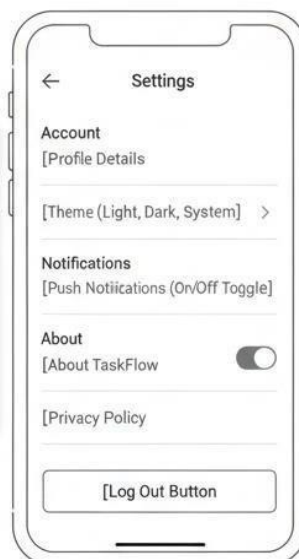 ← Settings
Account
[Profile Details
[Theme (Light, Dark, System] >
Notifications
[Push Notiications (On/Off Toggle]
About
[About TaskFlow
[Privacy Policy
[Log Out Button